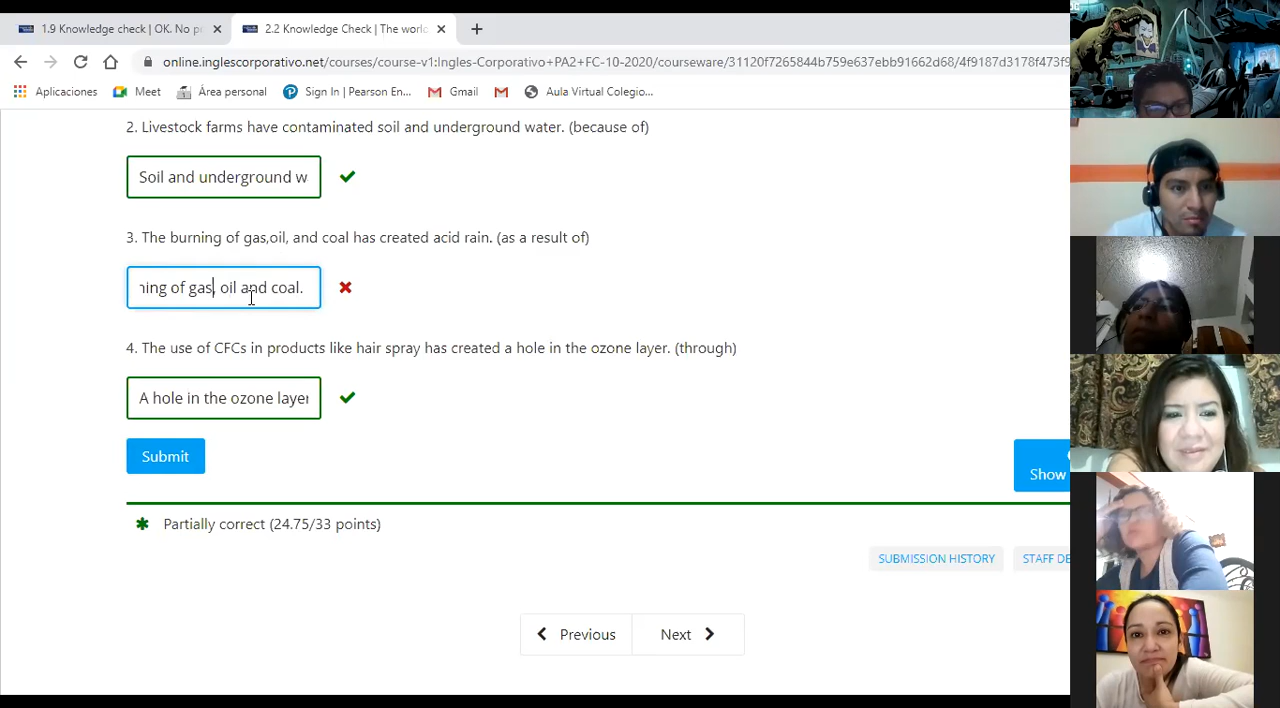 1.9 Knowledge check | OK. No p
2.2 Knowledge Check | The world
online.inglescorporativo.net/courses/course-v1:Ingles-Corporativo+PA2+FC-10-2020/courseware/31120f7265844b759e637ebb91662d68/4f9187d3178f473f9
Aplicaciones Meet Área personal Sign In | Pearson En... Gmail Aula Virtual Colegio...
2. Livestock farms have contaminated soil and underground water. (because of)
Soil and underground w
3. The burning of gas,oil, and coal has created acid rain. (as a result of)
ning of gas, oil and coal.
4. The use of CFCs in products like hair spray has created a hole in the ozone layer. (through)
A hole in the ozone layer
Submit
Show
Partially correct (24.75/33 points)
SUBMISSION HISTORY STAFF DE
Previous Next